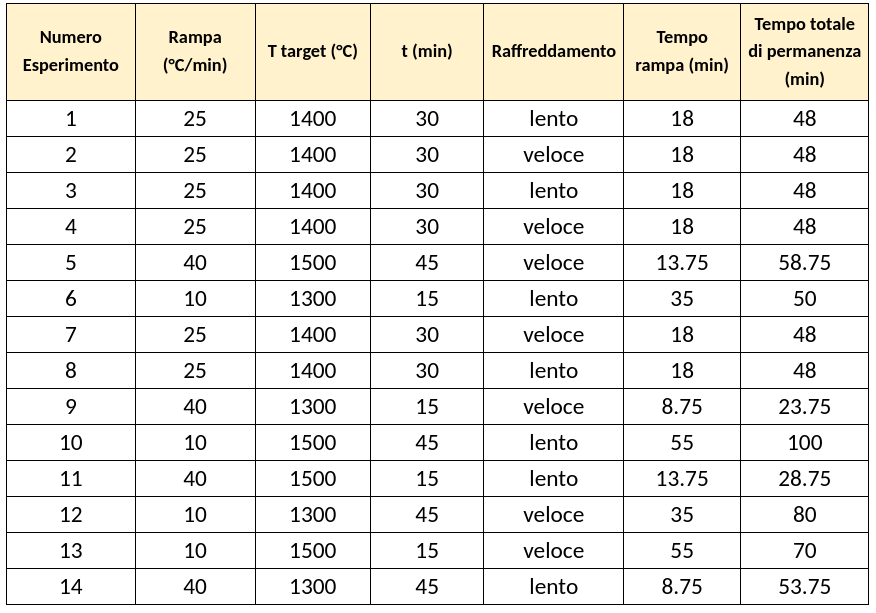 Numero Esperimento Rampa (°C/min) T target (°C) t (min) Raffreddamento Tempo rampa (min) Tempo totale di permanenza (min)
1 25 1400 30 lento 18 48
2 25 1400 30 veloce 18 48
3 25 1400 30 lento 18 48
4 25 1400 30 veloce 18 48
5 40 1500 45 veloce 13.75 58.75
6 10 1300 15 lento 35 50
7 25 1400 30 veloce 18 48
8 25 1400 30 lento 18 48
9 40 1300 15 veloce 8.75 23.75
10 10 1500 45 lento 55 100
11 40 1500 15 lento 13.75 28.75
12 10 1300 45 veloce 35 80
13 10 1500 15 veloce 55 70
14 40 1300 45 lento 8.75 53.75